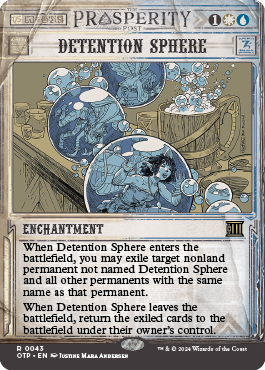 THE
PROSPERITY
POST
1
DETENTION SPHERE
ENCHANTMENT
When Detention Sphere enters the
battlefield, you may exile target nonland
permanent not named Detention Sphere
and all other permanents with the
same name as that permanent.
When Detention Sphere leaves the
battlefield, return the exiled cards to the
battlefield under their owner's control.
R 0043
OTP • EN JUSTINE MARA ANDERSEN
™ & © 2024 Wizards of the Coast